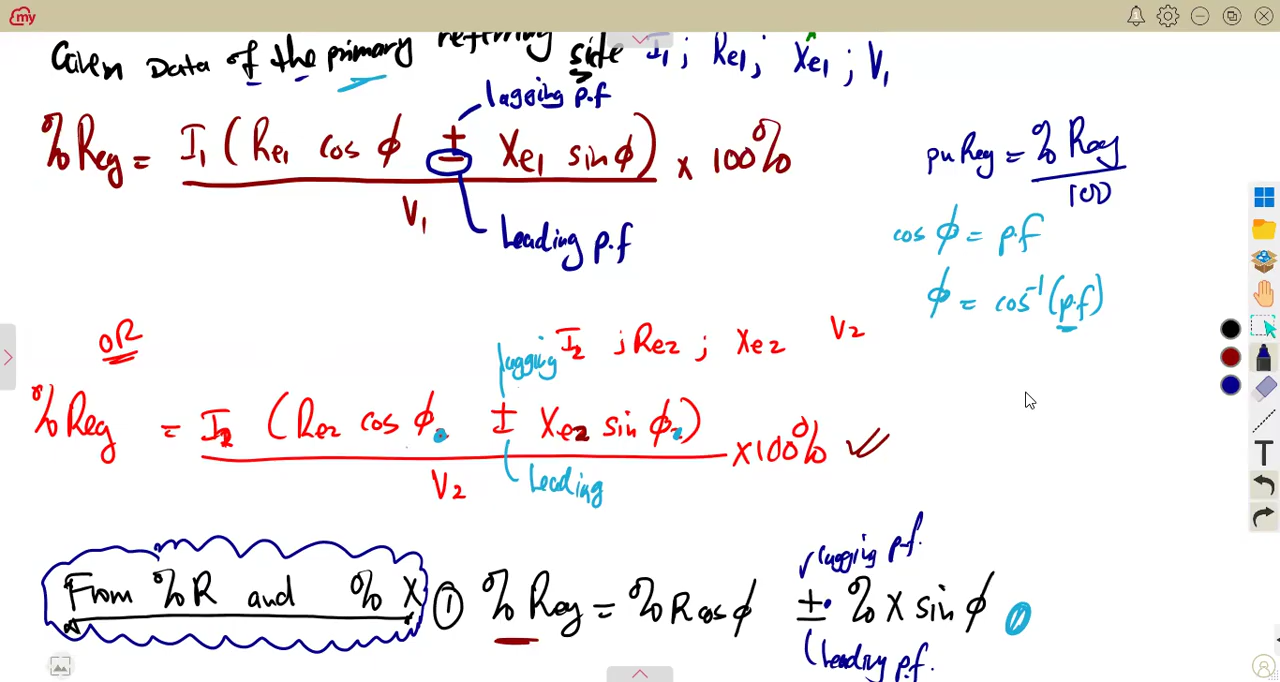 my
Given Data of the primary referring side I1; Re1; Xe1; V1
lagging p.f
%Reg = I1 (Re1 cos φ ± Xe1 sin φ) x 100%
V1
Leading p.f
pu Reg = %Reg
100
cos φ = p.f
φ = cos⁻¹(p.f)
OR
lagging I2 ; Re2 ; Xe2 V2
%Reg = I2 (Re2 cos φ2 ± Xe2 sin φ2) x 100%
V2
Leading
lagging p.f.
From %R and % X ① % Reg = %R cos φ ± % X sin φ
Leading p.f.
T